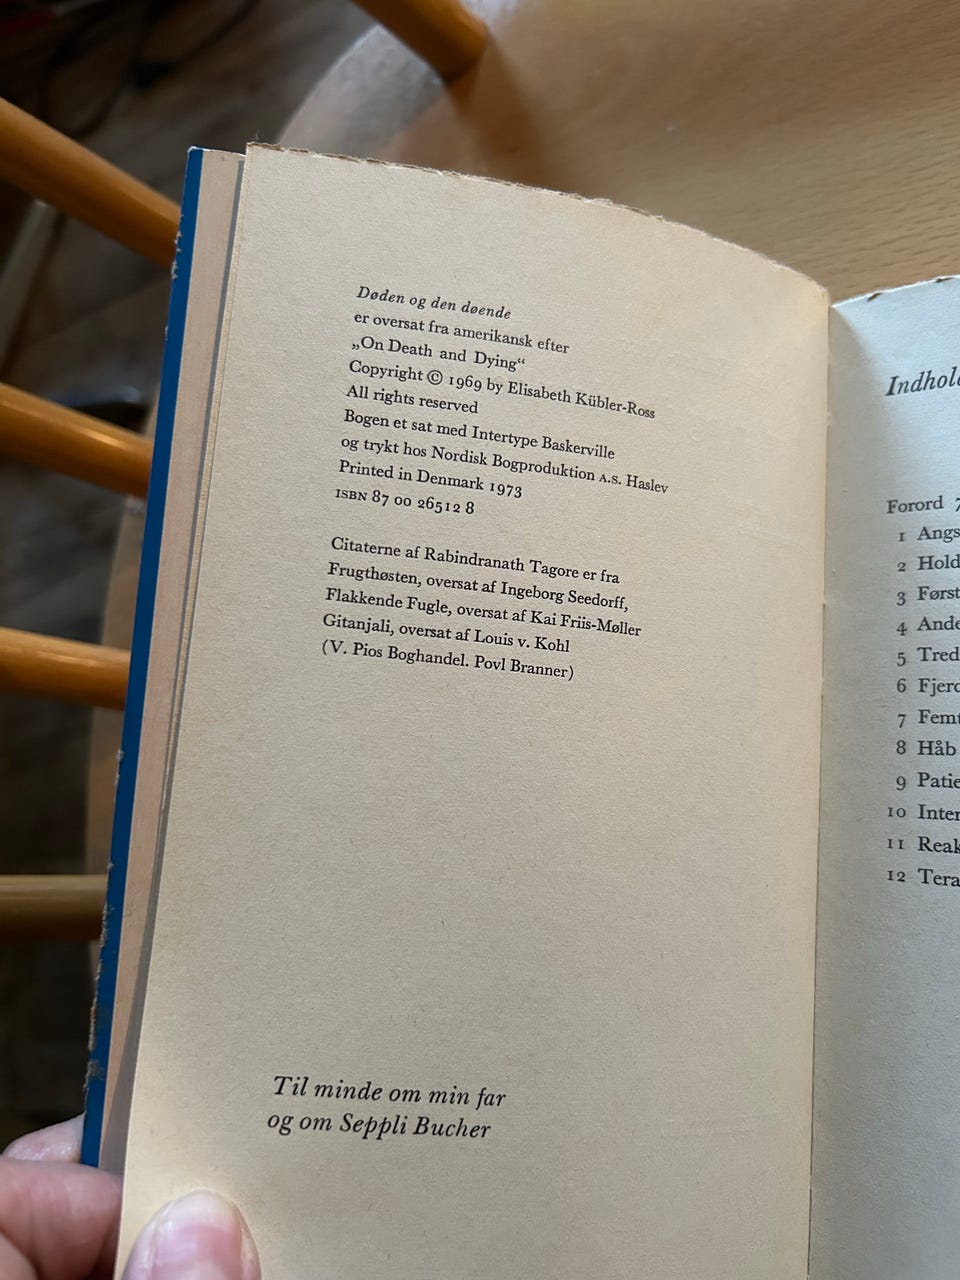 Døden og den døende
er oversat fra amerikansk efter
„On Death and Dying“
Copyright © 1969 by Elisabeth Kübler-Ross
All rights reserved
Bogen et sat med Intertype Baskerville
og trykt hos Nordisk Bogproduktion A.S. Haslev
Printed in Denmark 1973
ISBN 87 00 26512 8
Citaterne af Rabindranath Tagore er fra
Frugthøsten, oversat af Ingeborg Seedorff,
Flakkende Fugle, oversat af Kai Friis-Møller
Gitanjali, oversat af Louis v. Kohl
(V. Pios Boghandel. Povl Branner)
Til minde om min far
og om Seppli Bucher
Forord 7
1
2
3
4
5
6
7
8 Håb
9
10
11
12